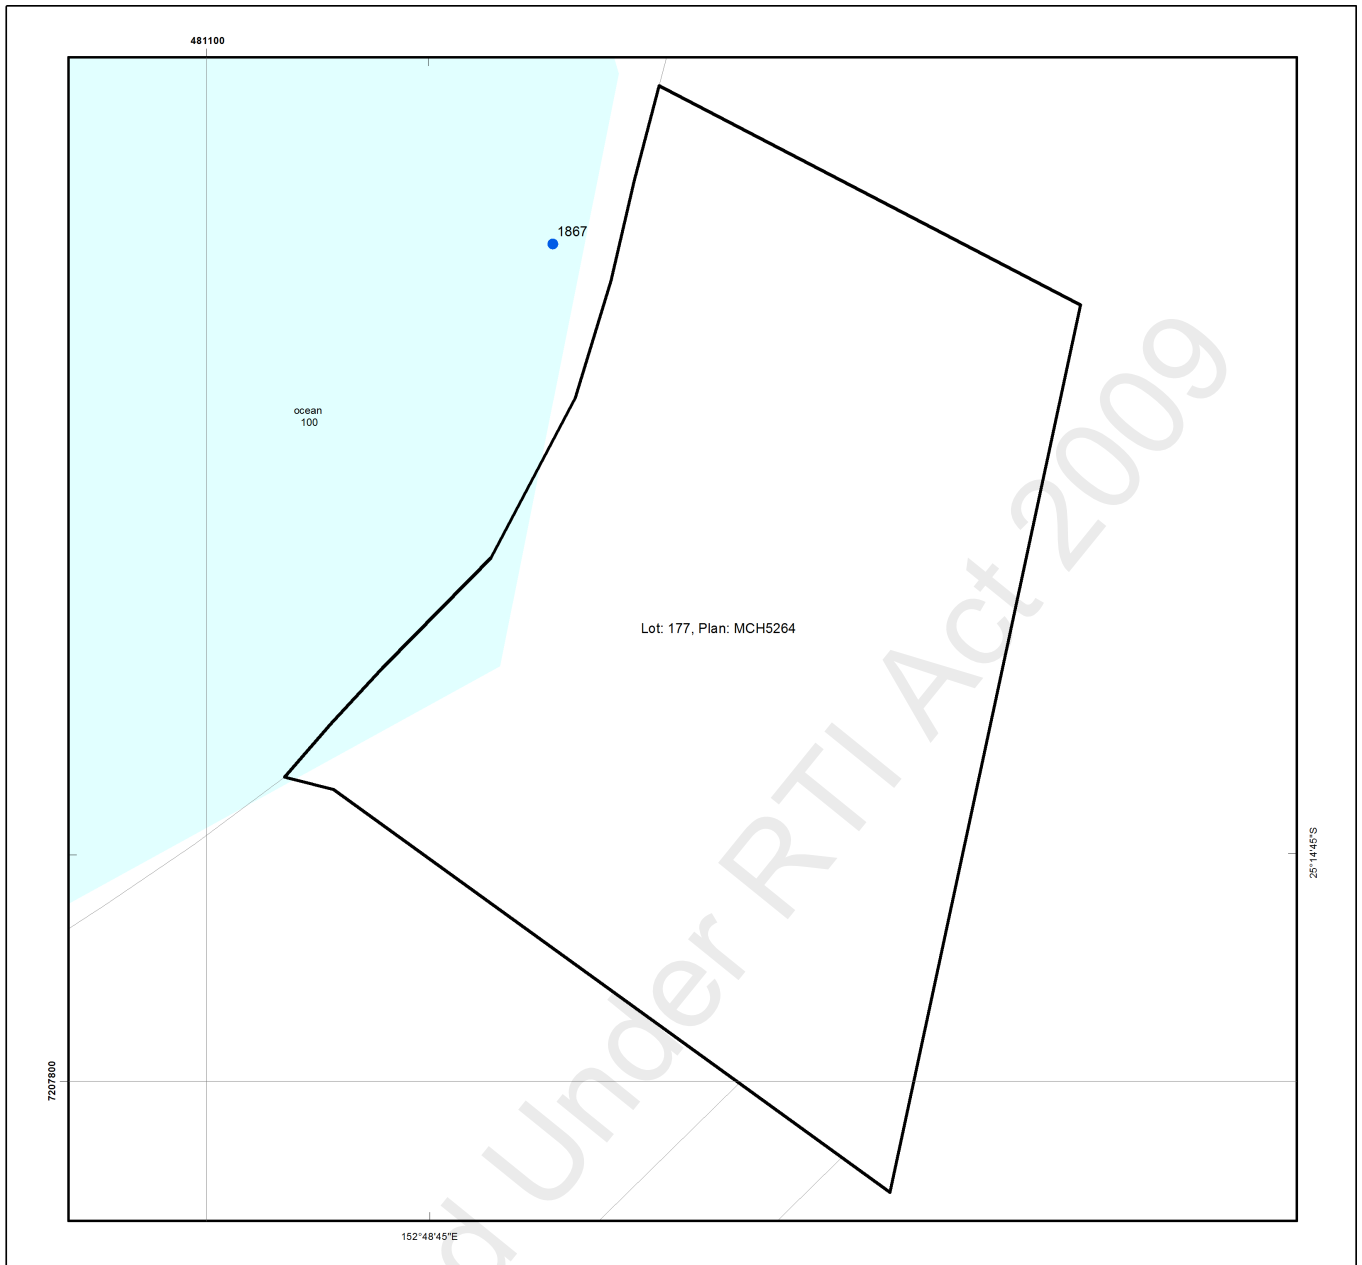 481100
1867
ocean
100
Lot: 177, Plan: MCH5264
25°14'45"S
7207800
152°48'45"E
d Under RTI Act 2009